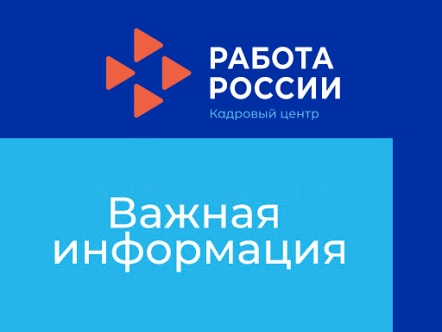 РАБОТА
РОССИИ
Кадровый центр
Важная
информация